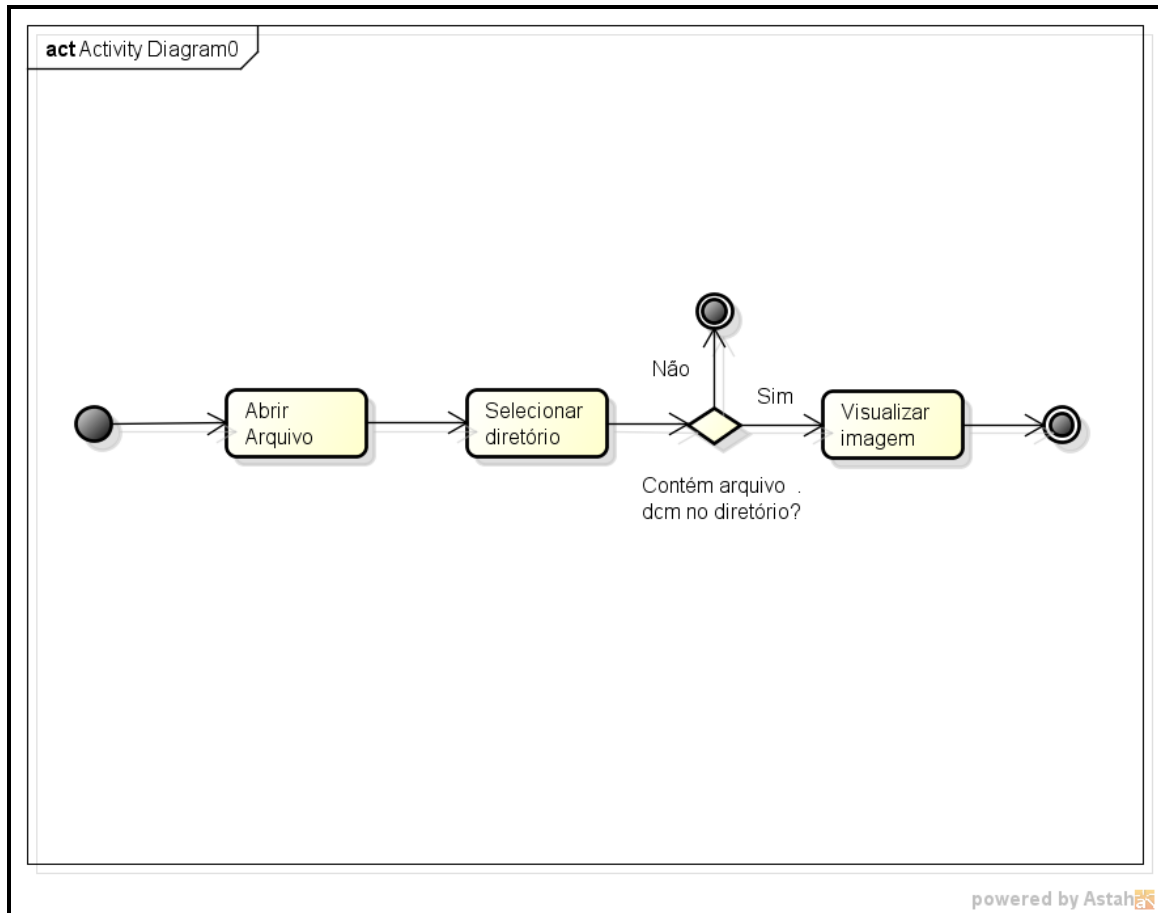 act Activity Diagram0
Não
Sim
Abrir
Arquivo
Selecionar
diretório
Visualizar
imagem
Contém arquivo .
dcm no diretório?
powered by Astah